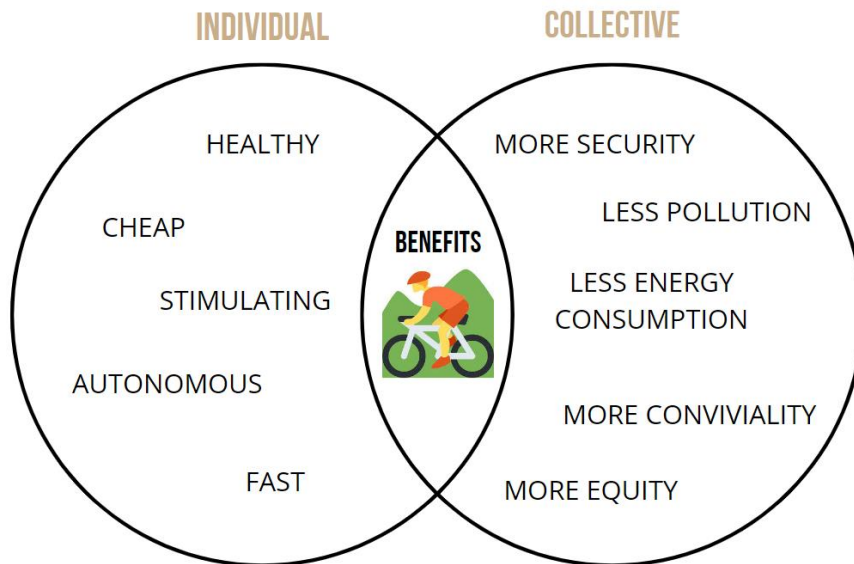 INDIVIDUAL
COLLECTIVE
HEALTHY
CHEAP
STIMULATING
AUTONOMOUS
FAST
BENEFITS
MORE SECURITY
LESS POLLUTION
LESS ENERGY
CONSUMPTION
MORE CONVIVIALITY
MORE EQUITY